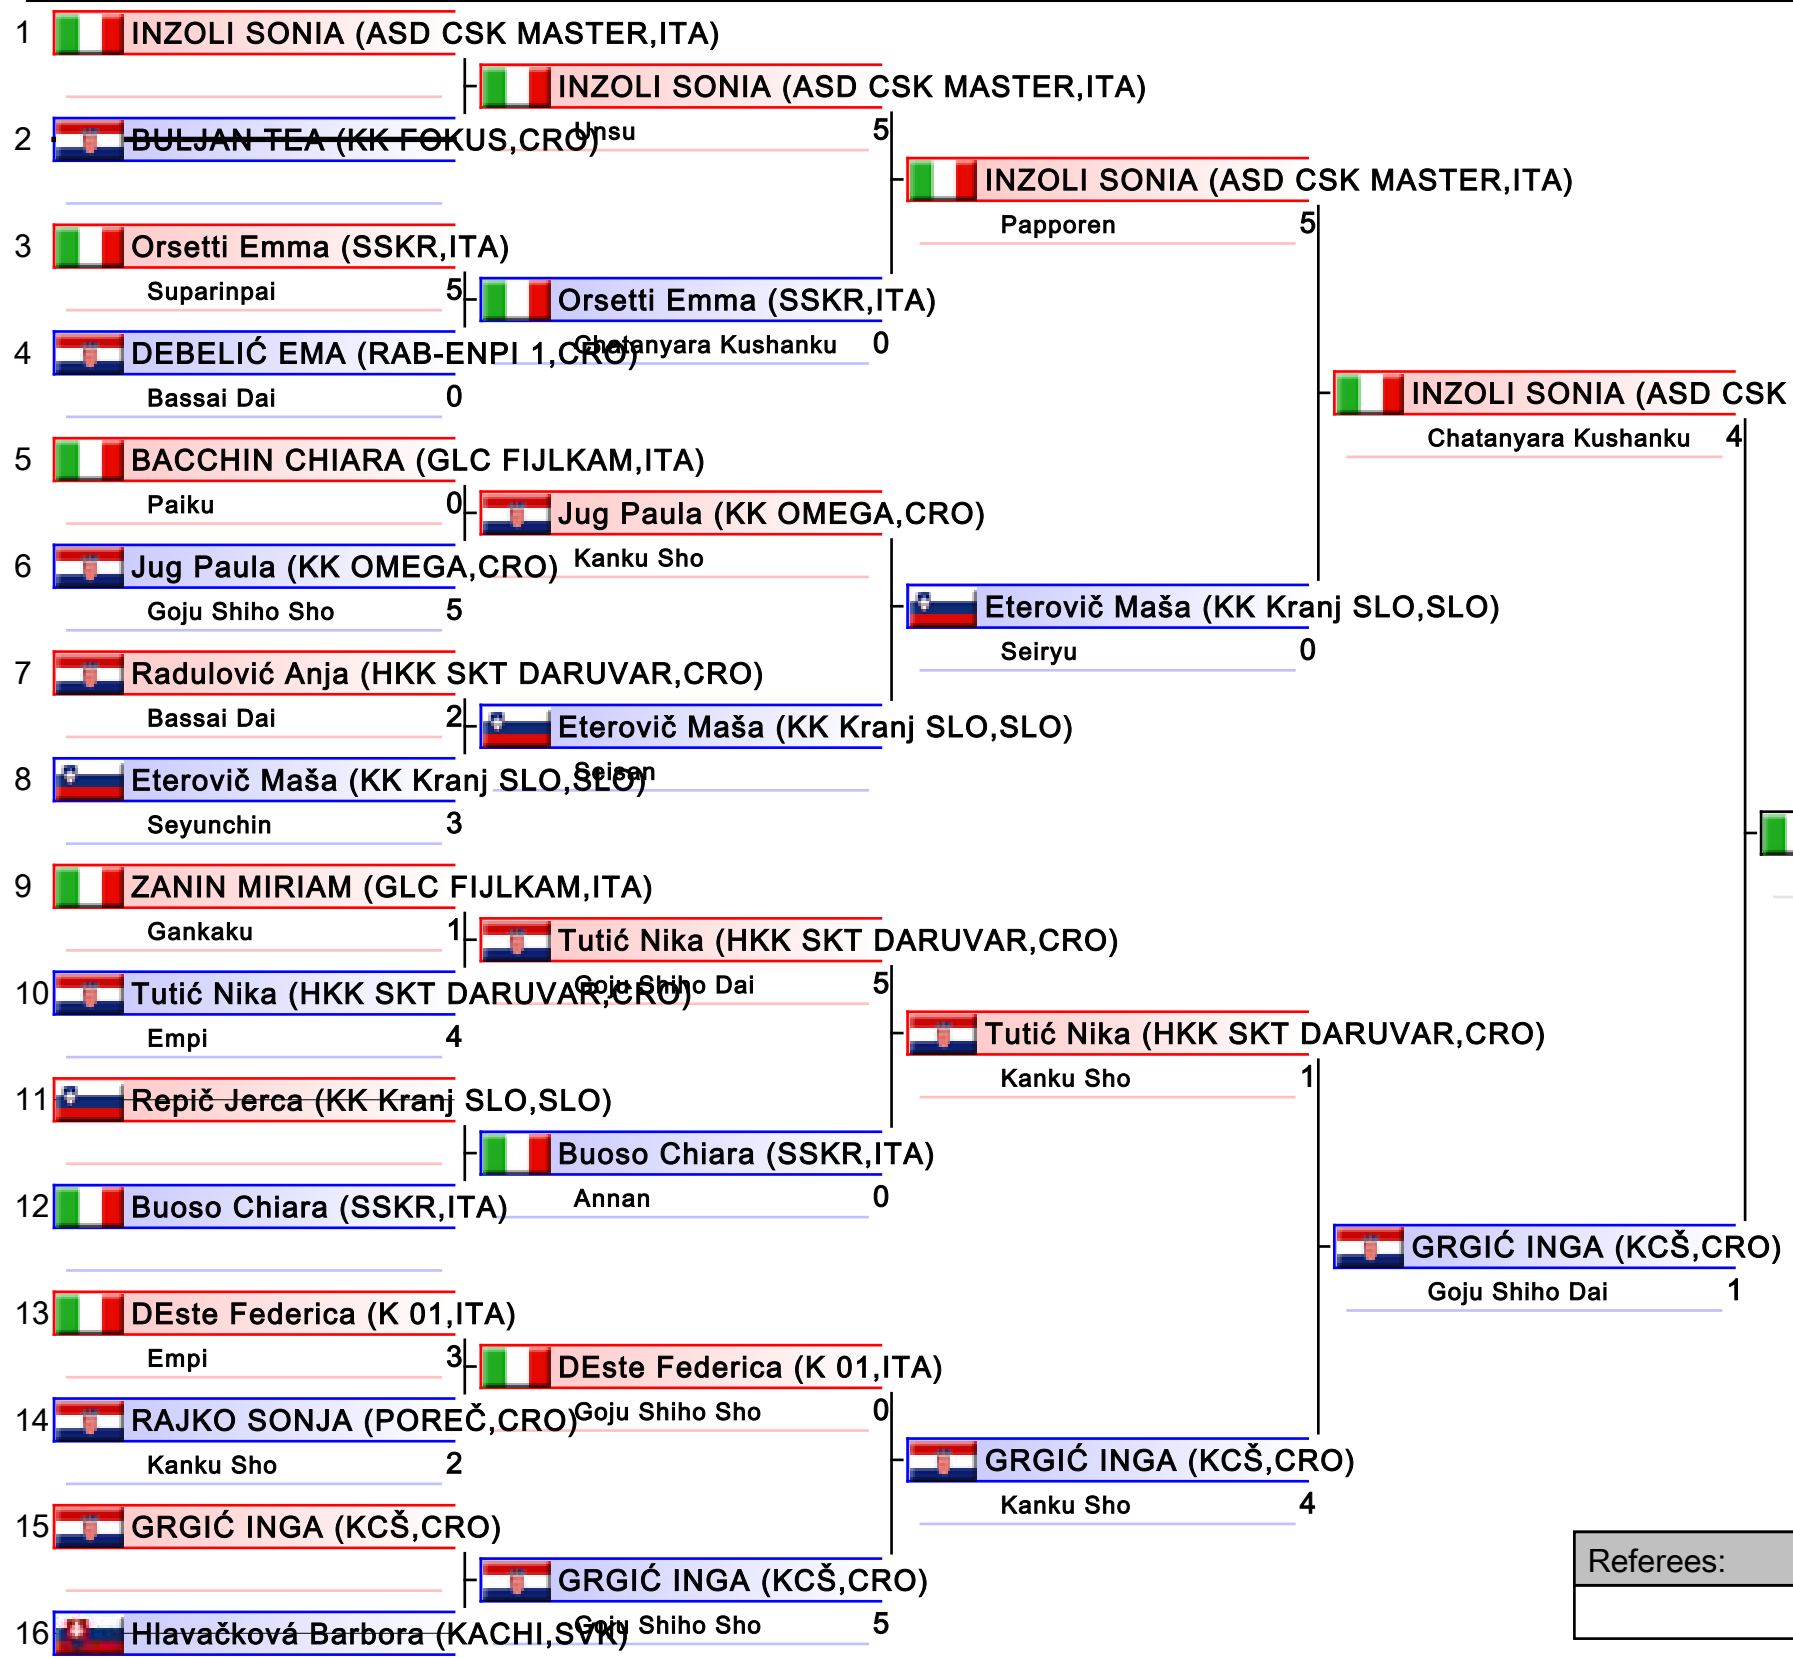 1 INZOLI SONIA (ASD CSK MASTER,ITA)
INZOLI SONIA (ASD CSK MASTER,ITA)
Unsu 5
2 BULJAN TEA (KK FOKUS,CRO)
INZOLI SONIA (ASD CSK MASTER,ITA)
Papporen 5
3 Orsetti Emma (SSKR,ITA)
Suparinpai 5
Orsetti Emma (SSKR,ITA)
Chatanyara Kushanku 0
4 DEBELIĆ EMA (RAB-ENPI 1,CRO)
Bassai Dai 0
INZOLI SONIA (ASD CSK
Chatanyara Kushanku 4
5 BACCHIN CHIARA (GLC FIJLKAM,ITA)
Paiku 0
Jug Paula (KK OMEGA,CRO)
Kanku Sho
6 Jug Paula (KK OMEGA,CRO)
Goju Shiho Sho 5
Eterovič Maša (KK Kranj SLO,SLO)
Seiryu 0
7 Radulović Anja (HKK SKT DARUVAR,CRO)
Bassai Dai 2
Eterovič Maša (KK Kranj SLO,SLO)
Seisan
8 Eterovič Maša (KK Kranj SLO,SLO)
Seyunchin 3
9 ZANIN MIRIAM (GLC FIJLKAM,ITA)
Gankaku 1
Tutić Nika (HKK SKT DARUVAR,CRO)
Goju Shiho Dai 5
10 Tutić Nika (HKK SKT DARUVAR,CRO)
Empi 4
Tutić Nika (HKK SKT DARUVAR,CRO)
Kanku Sho 1
11 Repič Jerca (KK Kranj SLO,SLO)
Buoso Chiara (SSKR,ITA)
Annan 0
12 Buoso Chiara (SSKR,ITA)
GRGIĆ INGA (KCŠ,CRO)
Goju Shiho Dai 1
13 DEste Federica (K 01,ITA)
Empi 3
DEste Federica (K 01,ITA)
Goju Shiho Sho 0
14 RAJKO SONJA (POREČ,CRO)
Kanku Sho 2
GRGIĆ INGA (KCŠ,CRO)
Kanku Sho 4
15 GRGIĆ INGA (KCŠ,CRO)
GRGIĆ INGA (KCŠ,CRO)
Goju Shiho Sho 5
16 Hlavačková Barbora (KACHI,SVK)
Referees: